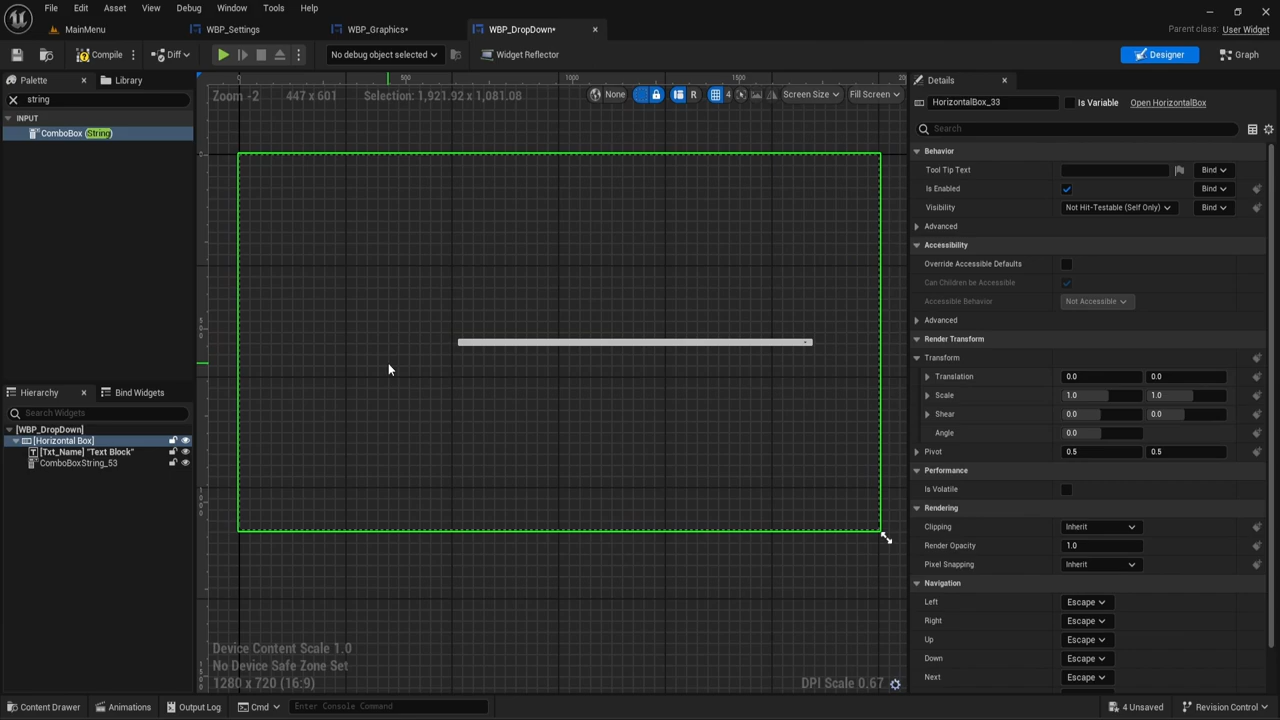 File Edit Asset View Debug Window Tools Help
MainMenu WBP_Settings WBP_Graphics* WBP_DropDown* Parent class: User Widget
Compile Diff No debug object selected Widget Reflector Designer Graph
Palette Library Details
string
INPUT
ComboBox (String)
Zoom -2 447 x 601 Selection: 1,921.92 x 1,081.08
None R 4 Screen Size Fill Screen
0 500 1000 1500 20
HorizontalBox_33 Is Variable Open HorizontalBox
Search
Behavior
Tool Tip Text Bind
Is Enabled Bind
Visibility Not Hit-Testable (Self Only) Bind
Advanced
Accessibility
Override Accessible Defaults
Can Children be Accessible
Accessible Behavior Not Accessible
Advanced
Render Transform
Transform
Translation 0.0 0.0
Scale 1.0 1.0
Shear 0.0 0.0
Angle 0.0
Pivot 0.5 0.5
Performance
Is Volatile
Rendering
Clipping Inherit
Render Opacity 1.0
Pixel Snapping Inherit
Navigation
Left Escape
Right Escape
Up Escape
Down Escape
Next Escape
Hierarchy Bind Widgets
Search Widgets
[WBP_DropDown]
[Horizontal Box]
[Txt_Name] "Text Block"
ComboBoxString_53
Device Content Scale 1.0
No Device Safe Zone Set
1280 x 720 (16:9) DPI Scale 0.67
Content Drawer Animations Output Log Cmd Enter Console Command 4 Unsaved Revision Control